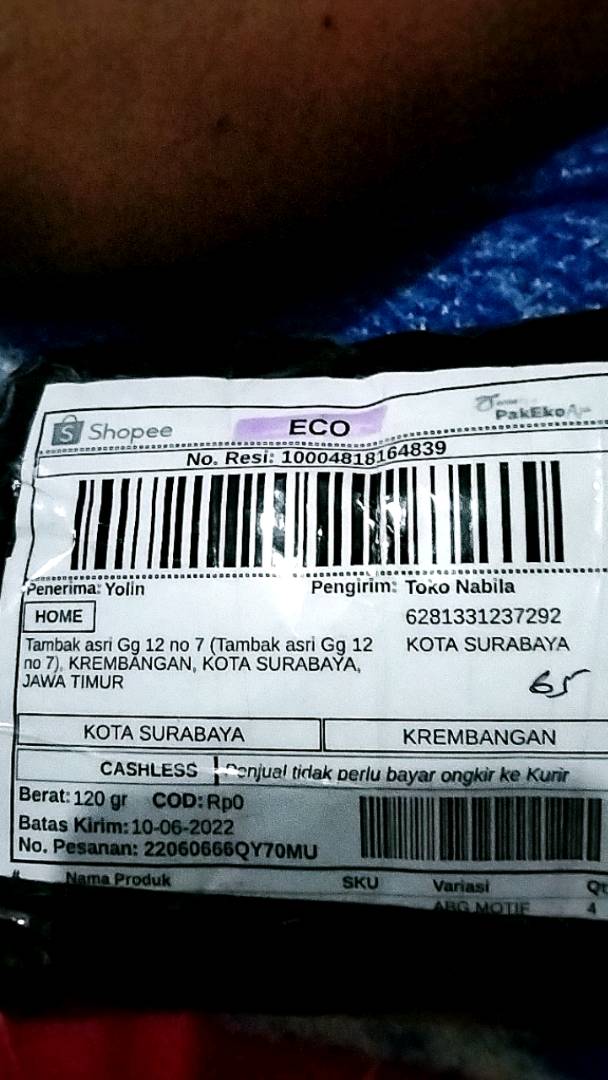 Shopee
ECO
PakEko
No. Resi: 10004818164839
Penerima: Yolin
Pengirim: Toko Nabila
HOME
6281331237292
Tambak asri Gg 12 no 7 (Tambak asri Gg 12
no 7), KREMBANGAN, KOTA SURABAYA,
JAWA TIMUR
KOTA SURABAYA
65
KOTA SURABAYA
KREMBANGAN
CASHLESS
Penjual tidak perlu bayar ongkir ke Kurir
Berat: 120 gr COD: Rp0
Batas Kirim: 10-06-2022
No. Pesanan: 22060666QY70MU
# Nama Produk SKU Variasi Qt
ABG MOTIF 4